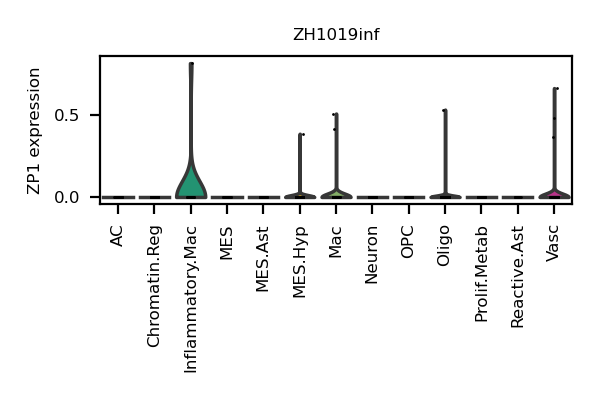 ZH1019inf
ZP1 expression
0.5
0.0
AC
Chromatin.Reg
Inflammatory.Mac
MES
MES.Ast
MES.Hyp
Mac
Neuron
OPC
Oligo
Prolif.Metab
Reactive.Ast
Vasc